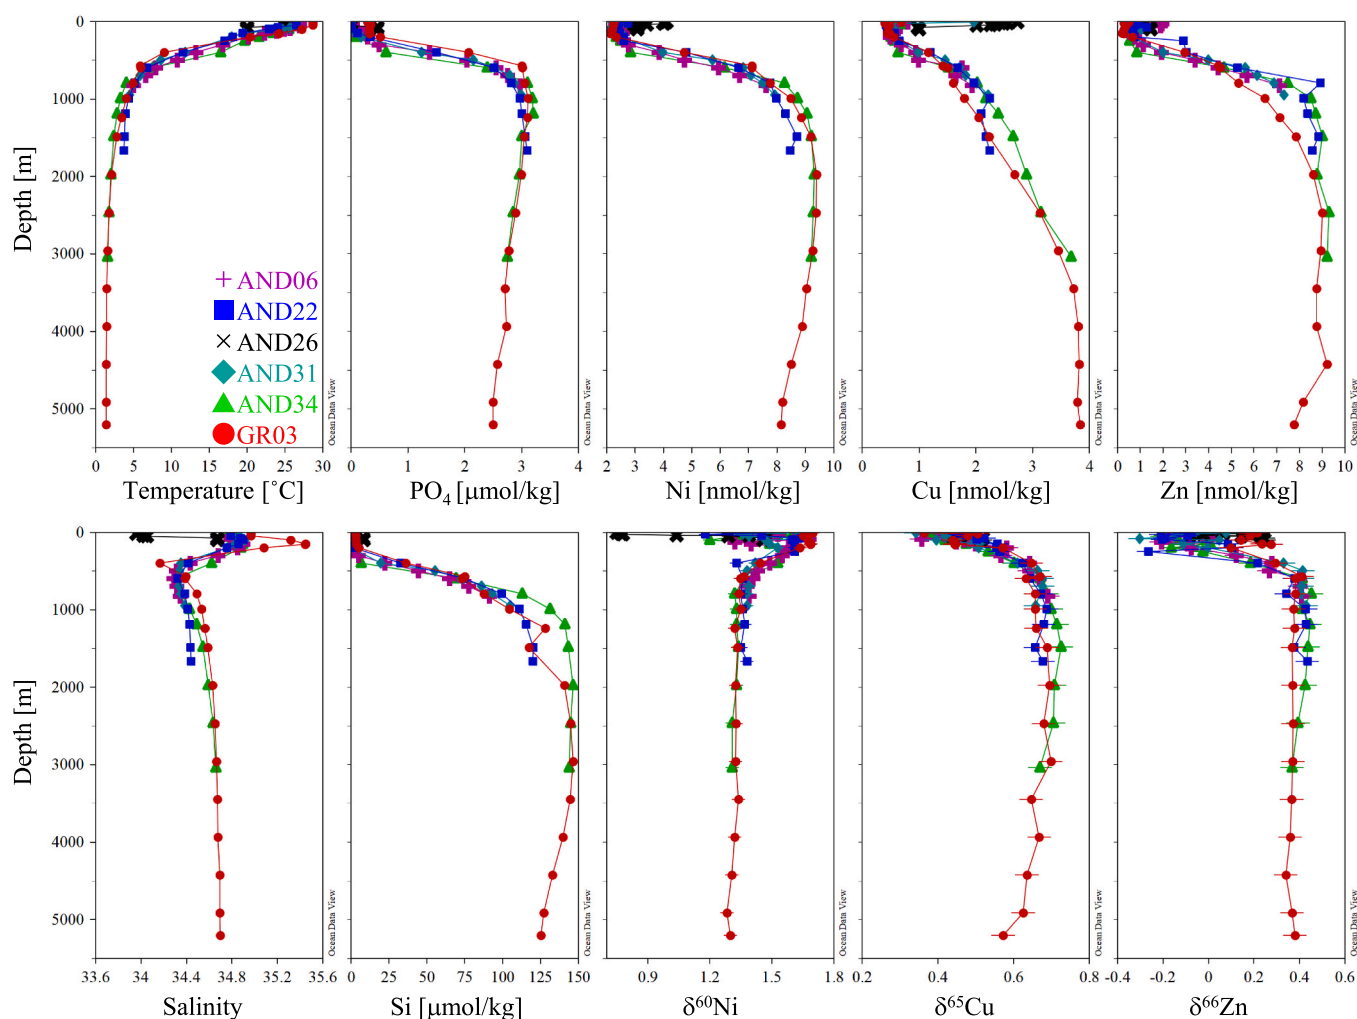 0
1000
2000
3000
4000
5000
Depth [m]
AND06
AND22
AND26
AND31
AND34
GR03
Ocean Data View
Ocean Data View
Ocean Data View
Ocean Data View
Ocean Data View
0 5 10 15 20 25 30
0 1 2 3 4
2 3 4 5 6 7 8 9 10
0 1 2 3 4
0 1 2 3 4 5 6 7 8 9 10
Temperature [˚C]
PO₄ [μmol/kg]
Ni [nmol/kg]
Cu [nmol/kg]
Zn [nmol/kg]
0
1000
2000
3000
4000
5000
Depth [m]
Ocean Data View
Ocean Data View
Ocean Data View
Ocean Data View
Ocean Data View
33.6 34 34.4 34.8 35.2 35.6
0 25 50 75 100 125 150
0.9 1.2 1.5 1.8
0.2 0.4 0.6 0.8
-0.4 -0.2 0 0.2 0.4 0.6
Salinity
Si [μmol/kg]
δ⁶⁰Ni
δ⁶⁵Cu
δ⁶⁶Zn